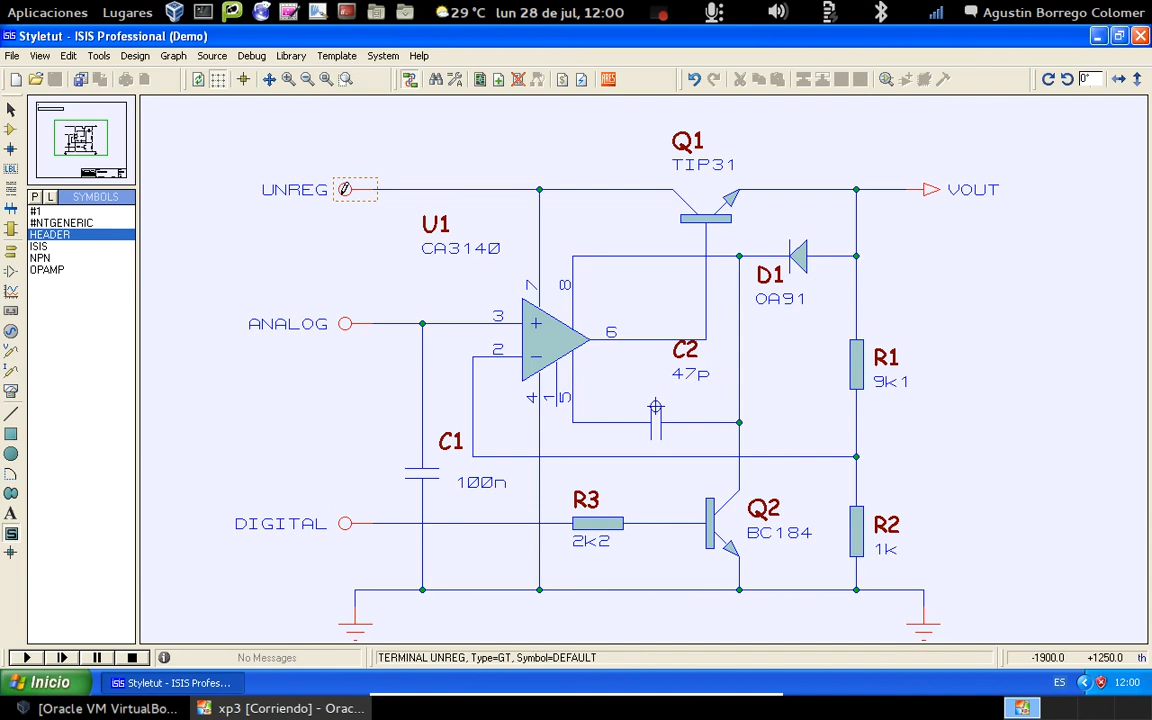 Aplicaciones Lugares 29 °C lun 28 de jul, 12:00 Agustin Borrego Colomer
Styletut - ISIS Professional (Demo)
File View Edit Tools Design Graph Source Debug Library Template System Help
0°
P L SYMBOLS
#1
#NTGENERIC
HEADER
ISIS
NPN
OPAMP
LBL
A
ARES
Q1
TIP31
UNREG
VOUT
U1
CA3140
D1
OA91
7
8
ANALOG
3
+
6
2
−
C2
47p
R1
9k1
4
1
5
C1
100n
R3
2k2
DIGITAL
Q2
BC184
R2
1k
No Messages
TERMINAL UNREG, Type=GT, Symbol=DEFAULT
-1900.0 +1250.0 th
Inicio Styletut - ISIS Profes... ES 12:00
[Oracle VM VirtualBo... xp3 [Corriendo] - Orac...